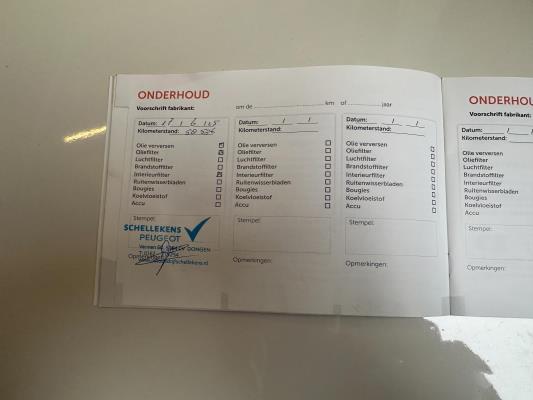 ONDERHOUD
Voorschrift fabrikant: om de km of jaar
Datum: 17 / 6 / 25
Kilometerstand:
Olie verversen
Oliefilter
Luchtfilter
Brandstoffilter
Interieurfilter
Ruitenwisserbladen
Bougies
Koelvloeistof
Accu
Stempel:
SCHELLEKENS
PEUGEOT
DONGEN
Datum: / /
Kilometerstand:
Olie verversen
Oliefilter
Luchtfilter
Brandstoffilter
Interieurfilter
Ruitenwisserbladen
Bougies
Koelvloeistof
Accu
Stempel:
Opmerkingen:
Datum: / /
Kilometerstand:
Olie verversen
Oliefilter
Luchtfilter
Brandstoffilter
Interieurfilter
Ruitenwisserbladen
Bougies
Koelvloeistof
Accu
Stempel:
Opmerkingen:
ONDERHOU
Voorschrift fabrikant:
Datum: /
Kilometerstand:
Olie verversen
Oliefilter
Luchtfilter
Brandstoffilter
Interieurfilter
Ruitenwisserbladen
Bougies
Koelvloeistof
Accu
Stempel:
Opmerkingen: